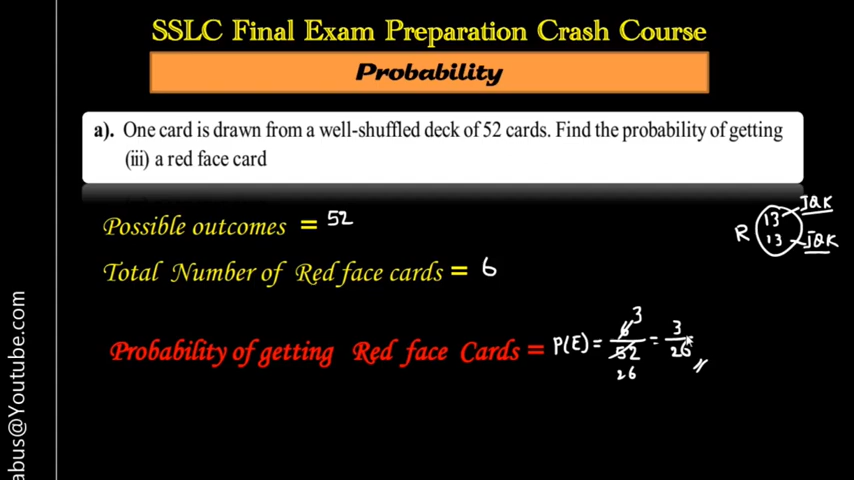 SSLC Final Exam Preparation Crash Course
Probability
a). One card is drawn from a well-shuffled deck of 52 cards. Find the probability of getting
(iii) a red face card
Possible outcomes = 52
Total Number of Red face cards = 6
R 13 JQK
13 JQK
Probability of getting Red face Cards = P(E) = 6/52 = 3/26
3
26
abus@Youtube.com